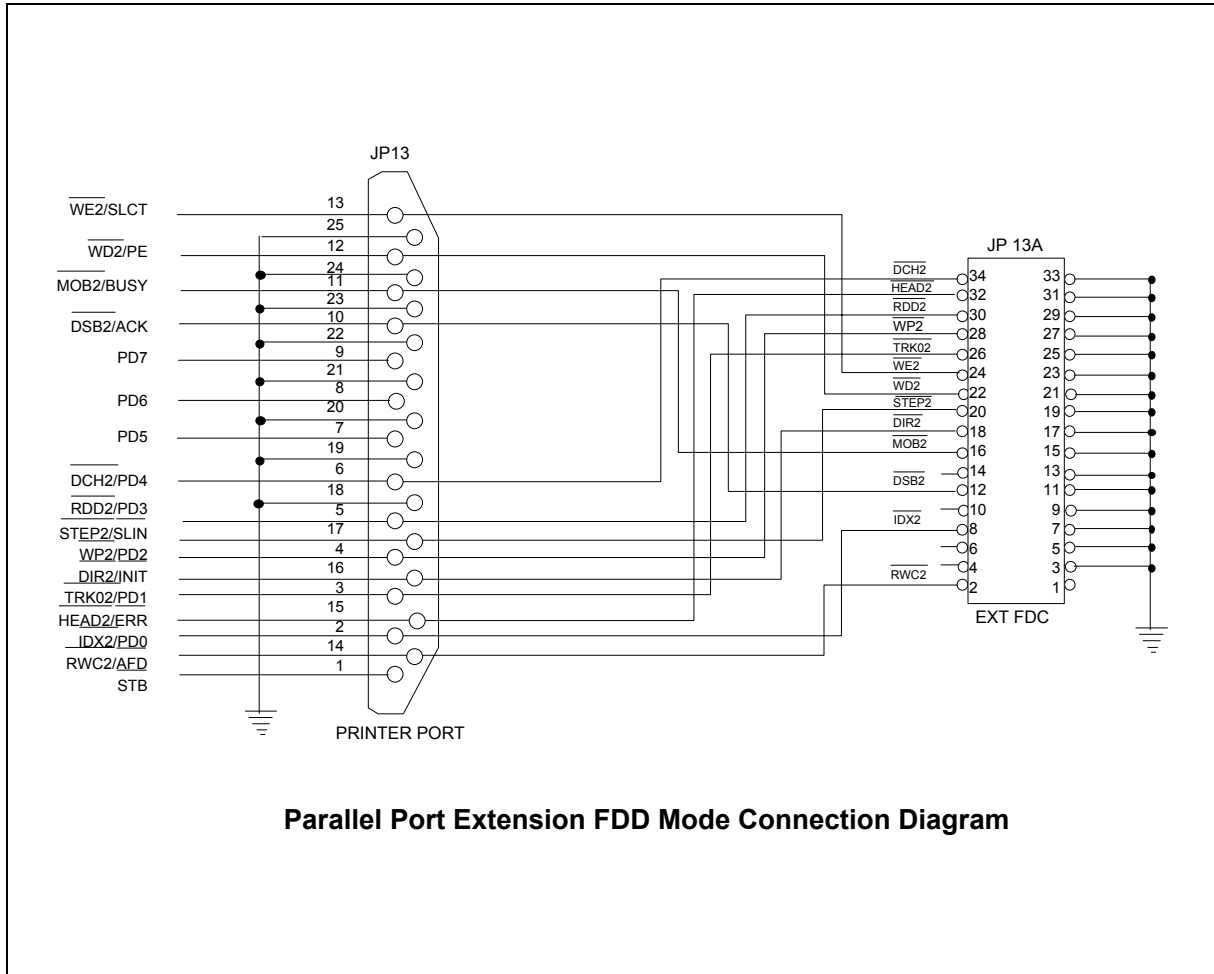 JP13
WE2/SLCT
WD2/PE
MOB2/BUSY
DSB2/ACK
PD7
PD6
PD5
DCH2/PD4
RDD2/PD3
STEP2/SLIN
WP2/PD2
DIR2/INIT
TRK02/PD1
HEAD2/ERR
IDX2/PD0
RWC2/AFD
STB
13
25
12
24
11
23
10
22
9
21
8
20
7
19
6
18
5
17
4
16
3
15
2
14
1
PRINTER PORT
JP 13A
DCH2
HEAD2
RDD2
WP2
TRK02
WE2
WD2
STEP2
DIR2
MOB2
DSB2
IDX2
RWC2
34 33
32 31
30 29
28 27
26 25
24 23
22 21
20 19
18 17
16 15
14 13
12 11
10 9
8 7
6 5
4 3
2 1
EXT FDC
Parallel Port Extension FDD Mode Connection Diagram